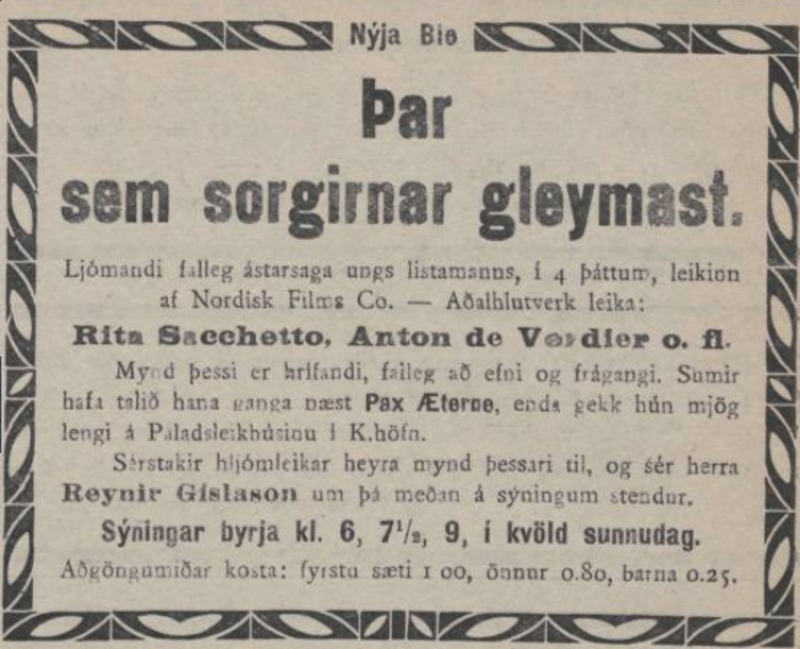 Nýja Bio
Þar
sem sorgirnar gleymast.
Ljómandi falleg ástarsaga ungs listamanns, í 4 þáttum, leikinn
af Nordisk Films Co. — Aðalhlutverk leika:
Rita Sacchetto, Anton de Verdier o. fl.
Mynd þessi er hrífandi, falleg að efni og frágangi. Sumir
hafa talið hana ganga næst Pax Æterne, enda gekk hún mjög
lengi á Paladsleikhúsinu í K.höfn.
Sérstakir hljómleikar heyra mynd þessari til, og sér herra
Reynir Gíslason um þá meðan á sýningum stendur.
Sýningar byrja kl. 6, 7½, 9, í kvöld sunnudag.
Aðgöngumiðar kosta: fyrstu sæti 1 00, önnur 0.80, barna 0.25.